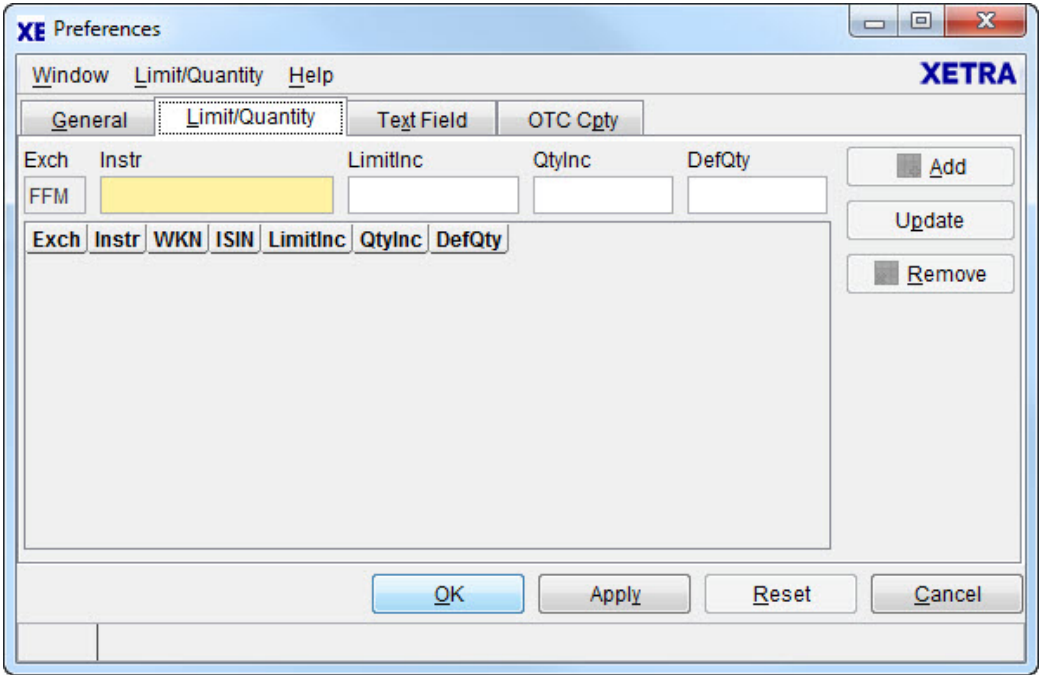 XE Preferences
Window Limit/Quantity Help XETRA
General Limit/Quantity Text Field OTC Cpty
Exch Instr LimitInc QtyInc DefQty Add
FFM
Update
Exch Instr WKN ISIN LimitInc QtyInc DefQty
Remove
OK Apply Reset Cancel